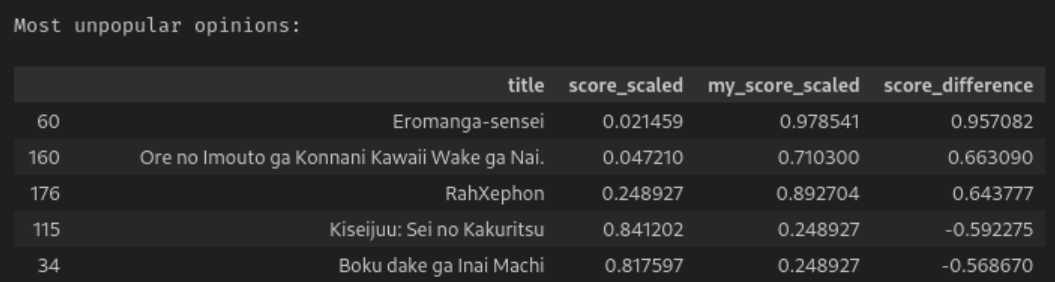 Most unpopular opinions:
title score_scaled my_score_scaled score_difference
60 Eromanga-sensei 0.021459 0.978541 0.957082
160 Ore no Imouto ga Konnani Kawaii Wake ga Nai. 0.047210 0.710300 0.663090
176 RahXephon 0.248927 0.892704 0.643777
115 Kiseijuu: Sei no Kakuritsu 0.841202 0.248927 -0.592275
34 Boku dake ga Inai Machi 0.817597 0.248927 -0.568670